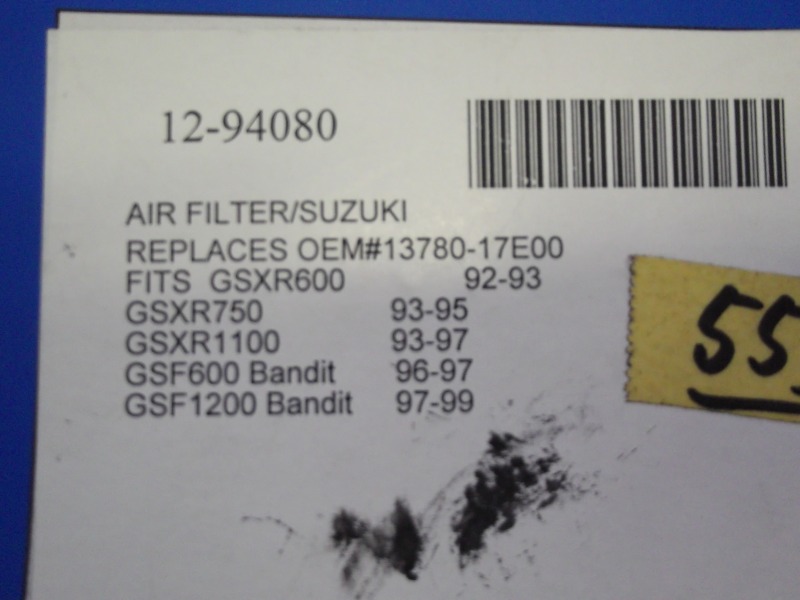 12-94080
AIR FILTER/SUZUKI
REPLACES OEM#13780-17E00
FITS GSXR600 92-93
GSXR750 93-95
GSXR1100 93-97
GSF600 Bandit 96-97
GSF1200 Bandit 97-99
55